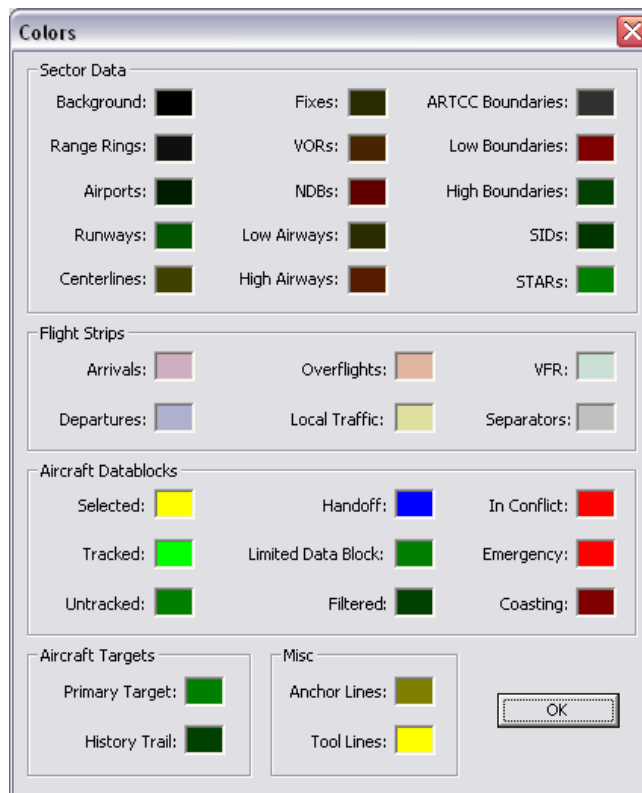 Colors
Sector Data
Background: Fixes: ARTCC Boundaries:
Range Rings: VORs: Low Boundaries:
Airports: NDBs: High Boundaries:
Runways: Low Airways: SIDs:
Centerlines: High Airways: STARs:
Flight Strips
Arrivals: Overflights: VFR:
Departures: Local Traffic: Separators:
Aircraft Datablocks
Selected: Handoff: In Conflict:
Tracked: Limited Data Block: Emergency:
Untracked: Filtered: Coasting:
Aircraft Targets Misc
Primary Target: Anchor Lines:
OK
History Trail: Tool Lines: